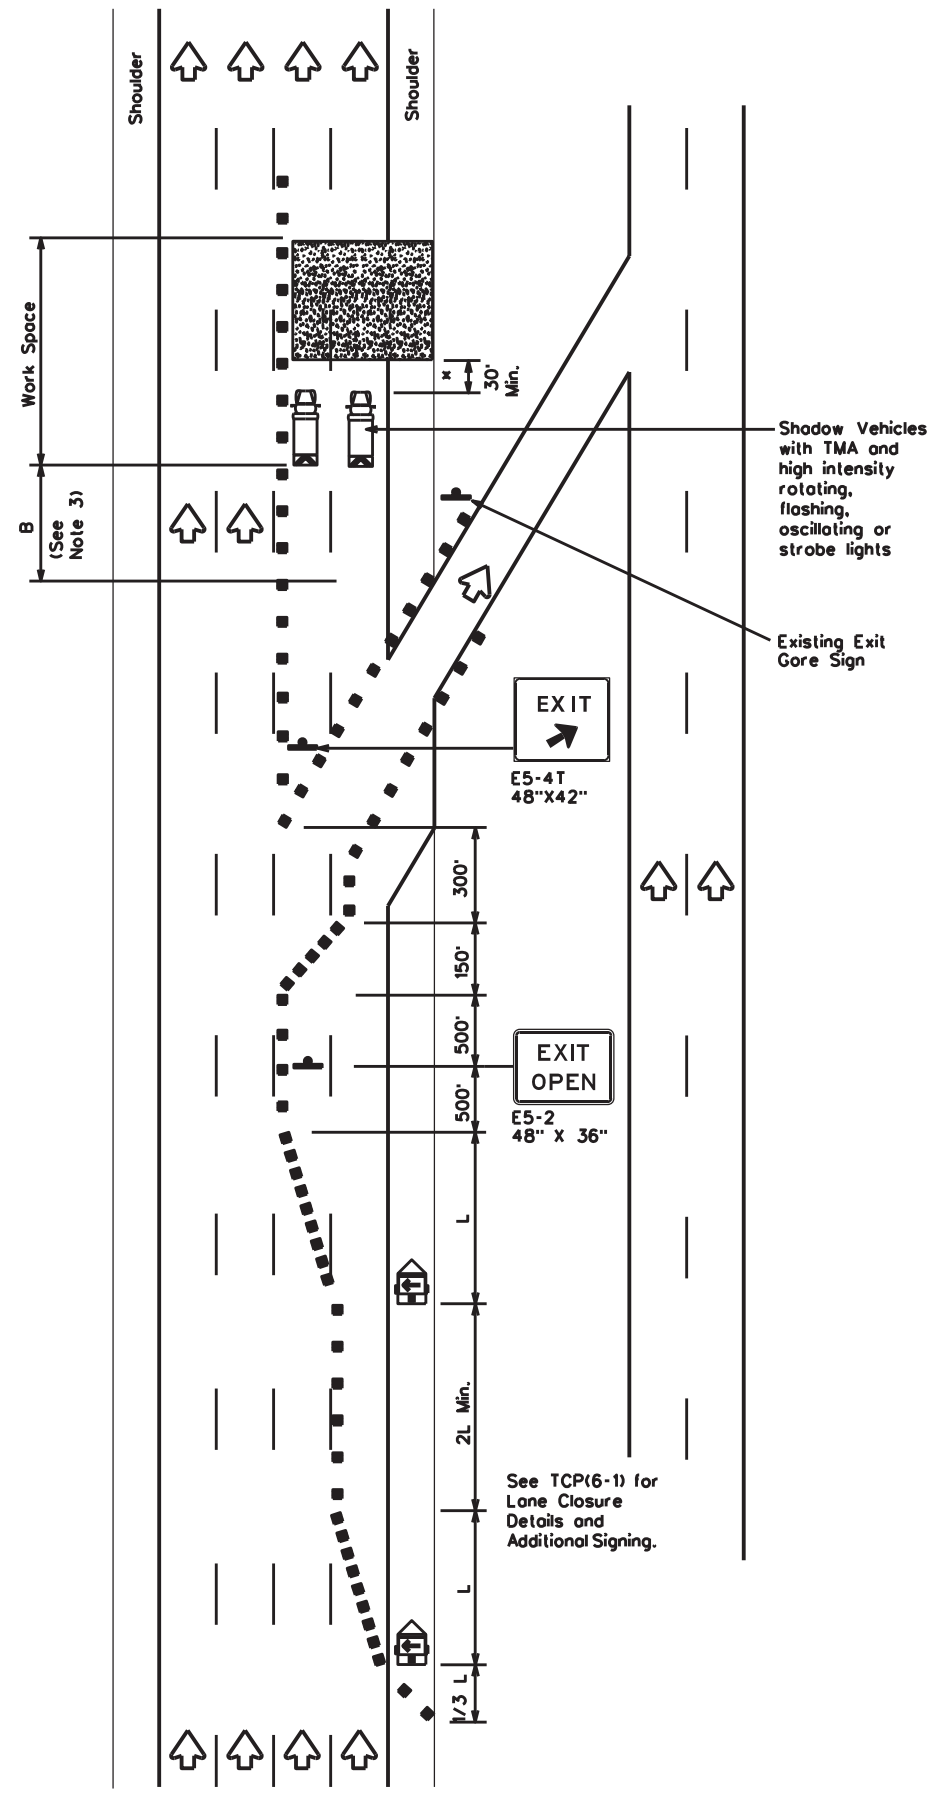 Shoulder
Shoulder
Work Space
x
30'
Min.
Shadow Vehicles
with TMA and
high intensity
rotating,
flashing,
oscillating or
strobe lights
B
(See
Note 3)
Existing Exit
Gore Sign
EXIT
E5-4T
48"X42"
300'
150'
500'
500'
EXIT
OPEN
E5-2
48" X 36"
L
2L Min.
See TCP(6-1) for
Lane Closure
Details and
Additional Signing.
L
1/3 L